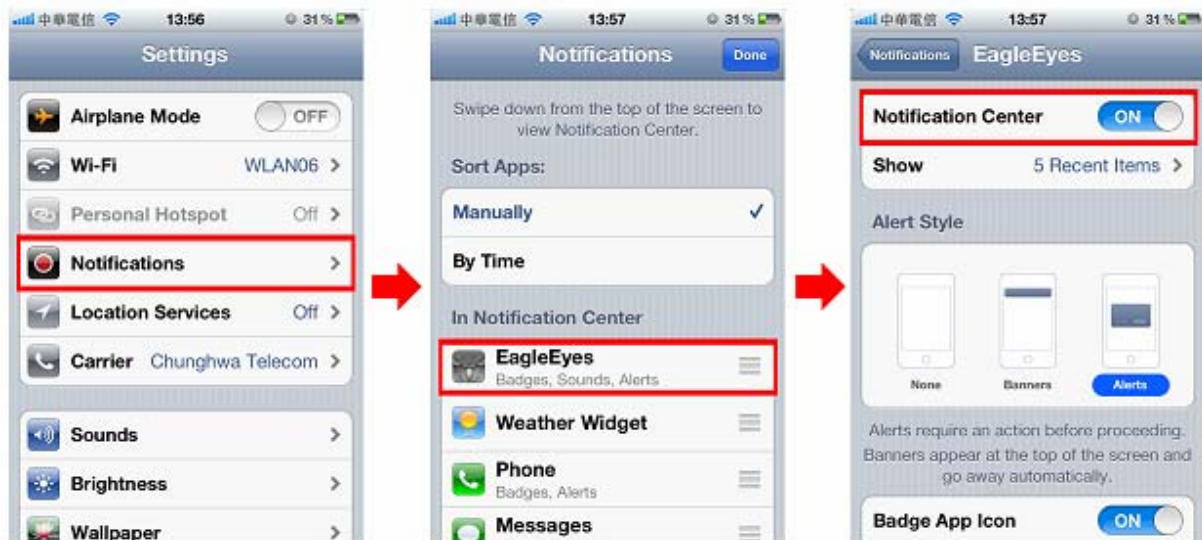 中華電信 13:56 31%
Settings
Airplane Mode OFF
Wi-Fi WLAN06
Personal Hotspot Off
Notifications
Location Services Off
Carrier Chunghwa Telecom
Sounds
Brightness
Wallpaper
中華電信 13:57 31%
Notifications Done
Swipe down from the top of the screen to
view Notification Center.
Sort Apps:
Manually
By Time
In Notification Center
EagleEyes
Badges, Sounds, Alerts
Weather Widget
Phone
Badges, Alerts
Messages
中華電信 13:57 31%
Notifications EagleEyes
Notification Center ON
Show 5 Recent Items
Alert Style
None Banners Alerts
Alerts require an action before proceeding.
Banners appear at the top of the screen and
go away automatically.
Badge App Icon ON